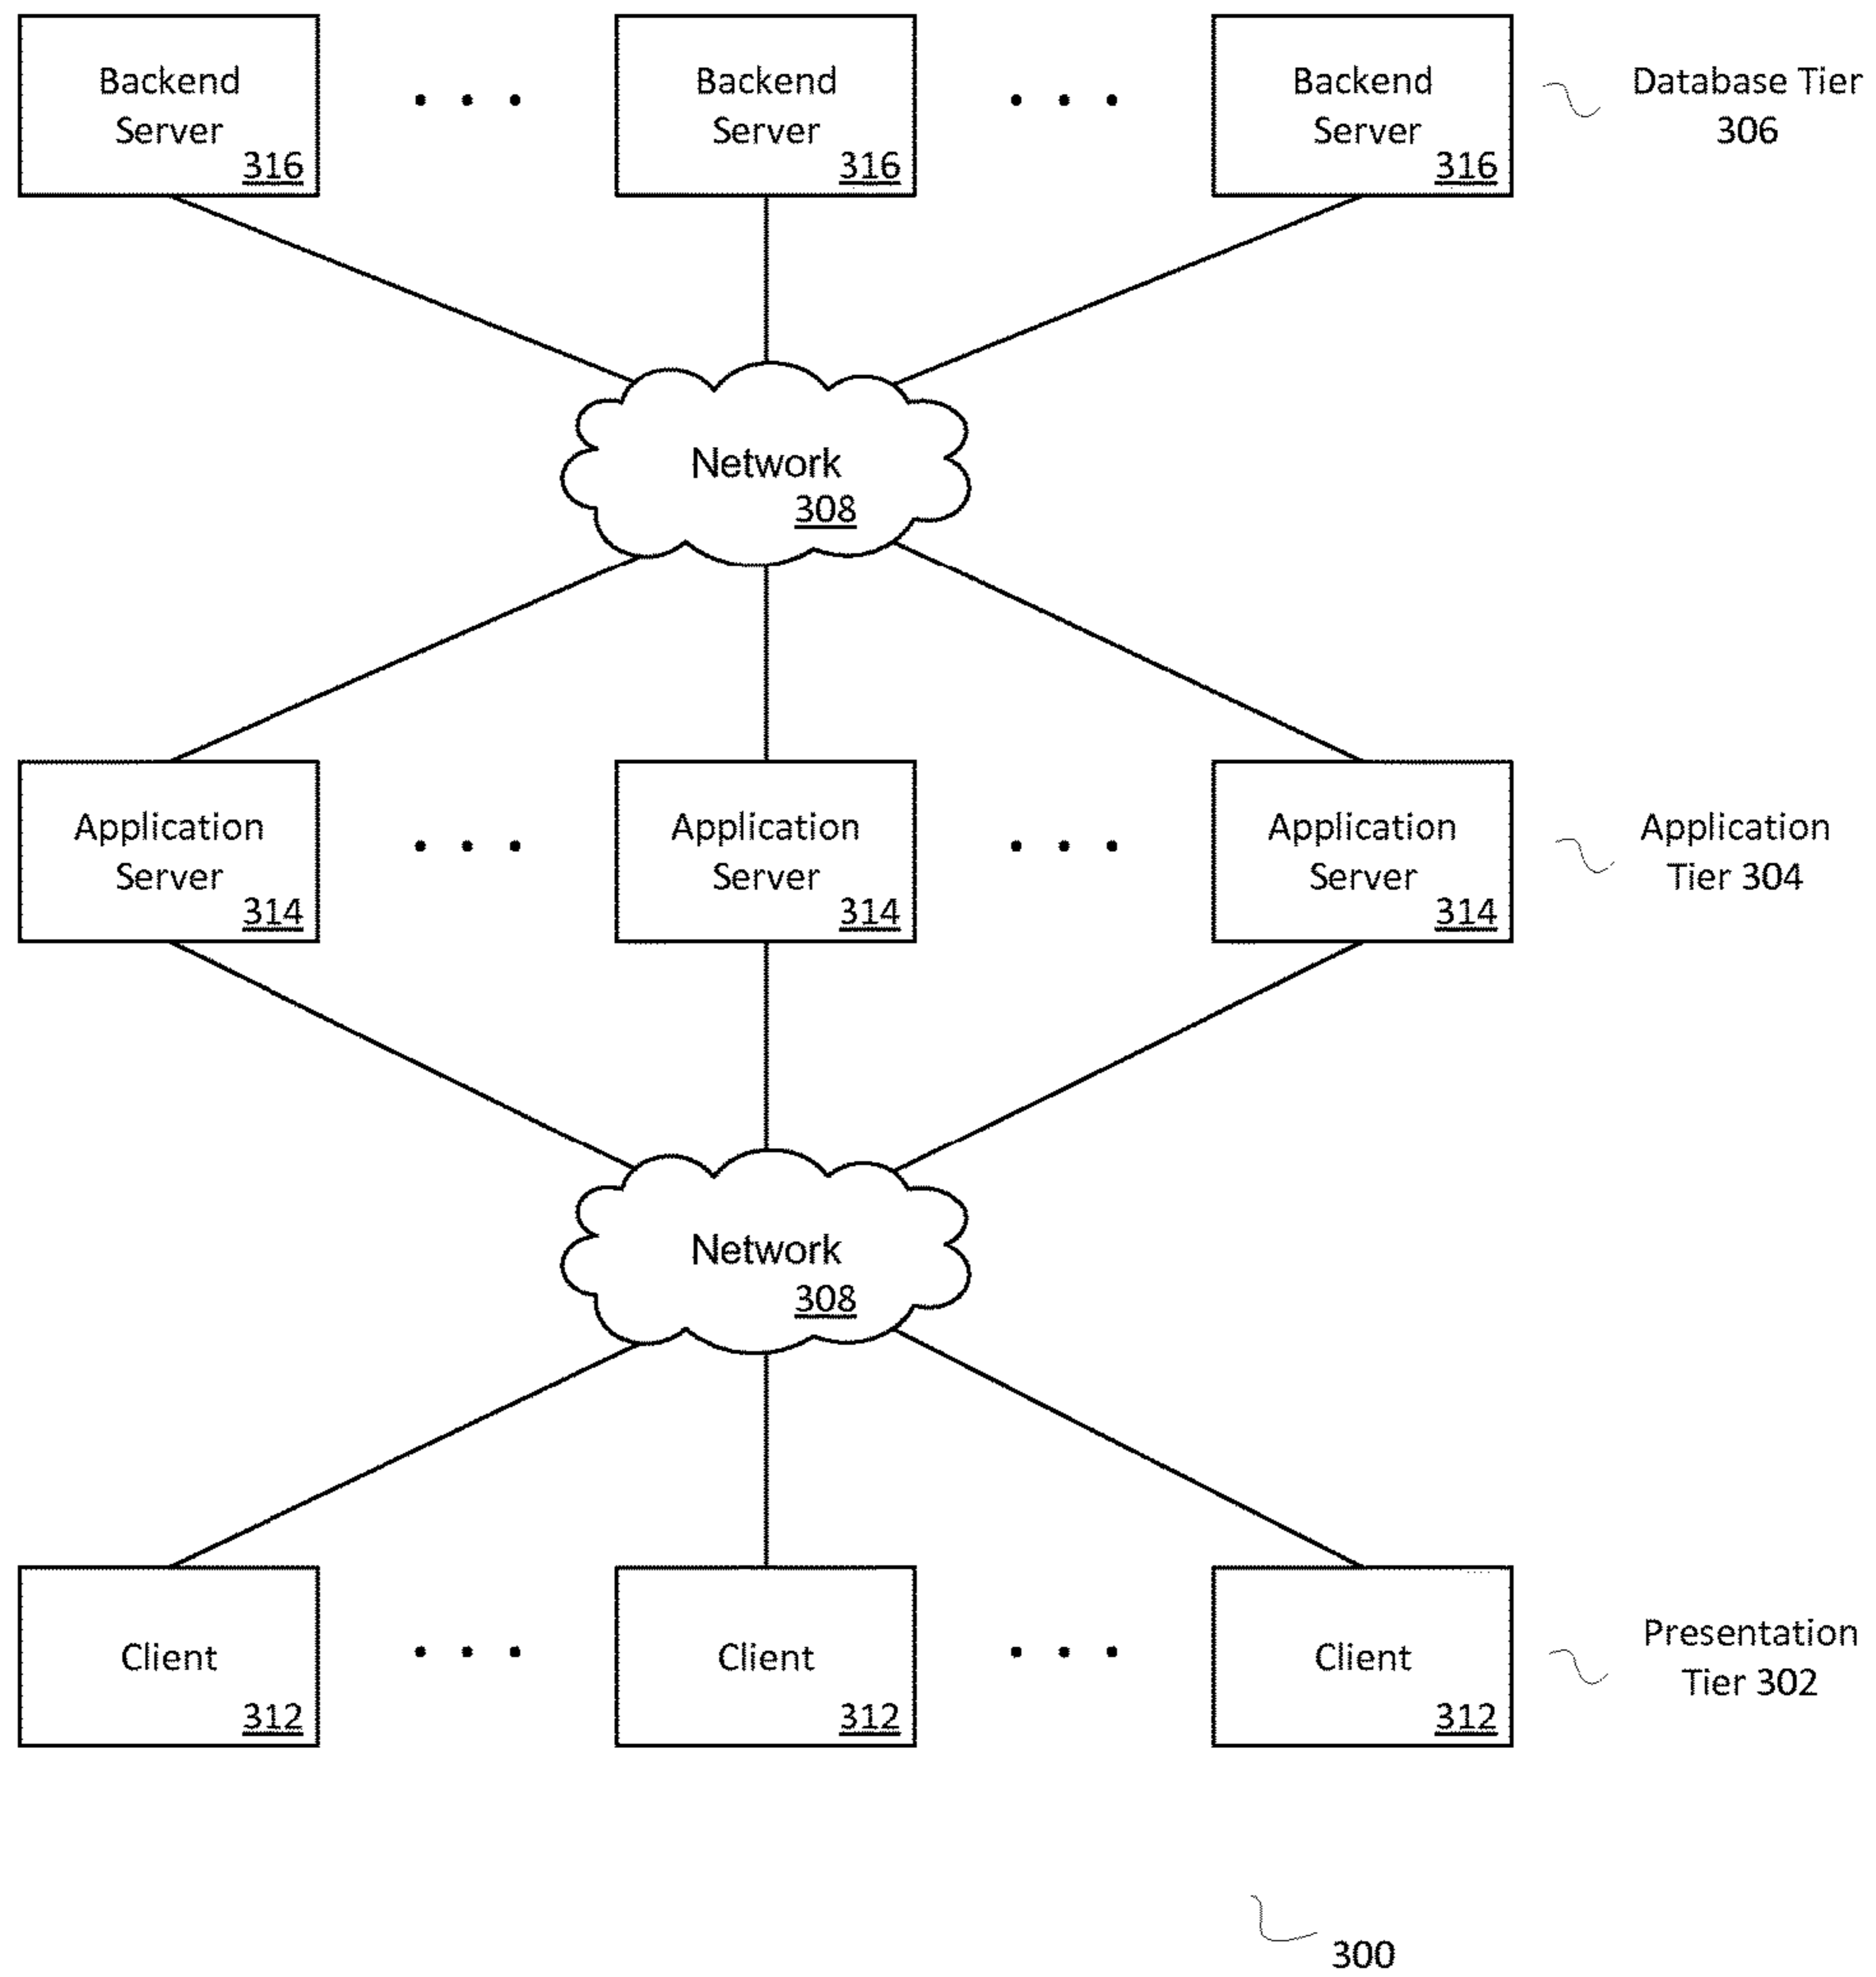 Backend
Server
316
Backend
Server
316
Backend
Server
316
Database Tier
306
Network
308
Application
Server
314
Application
Server
314
Application
Server
314
Application
Tier 304
Network
308
Client
312
Client
312
Client
312
Presentation
Tier 302
300